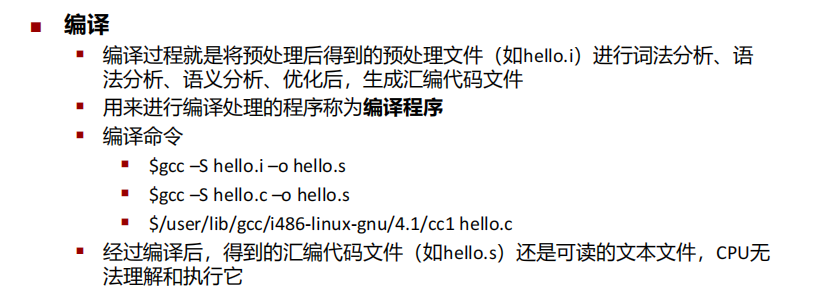 编译
编译过程就是将预处理后得到的预处理文件（如hello.i）进行词法分析、语
法分析、语义分析、优化后，生成汇编代码文件
用来进行编译处理的程序称为编译程序
编译命令
$gcc –S hello.i –o hello.s
$gcc –S hello.c –o hello.s
$/user/lib/gcc/i486-linux-gnu/4.1/cc1 hello.c
经过编译后，得到的汇编代码文件（如hello.s）还是可读的文本文件，CPU无
法理解和执行它